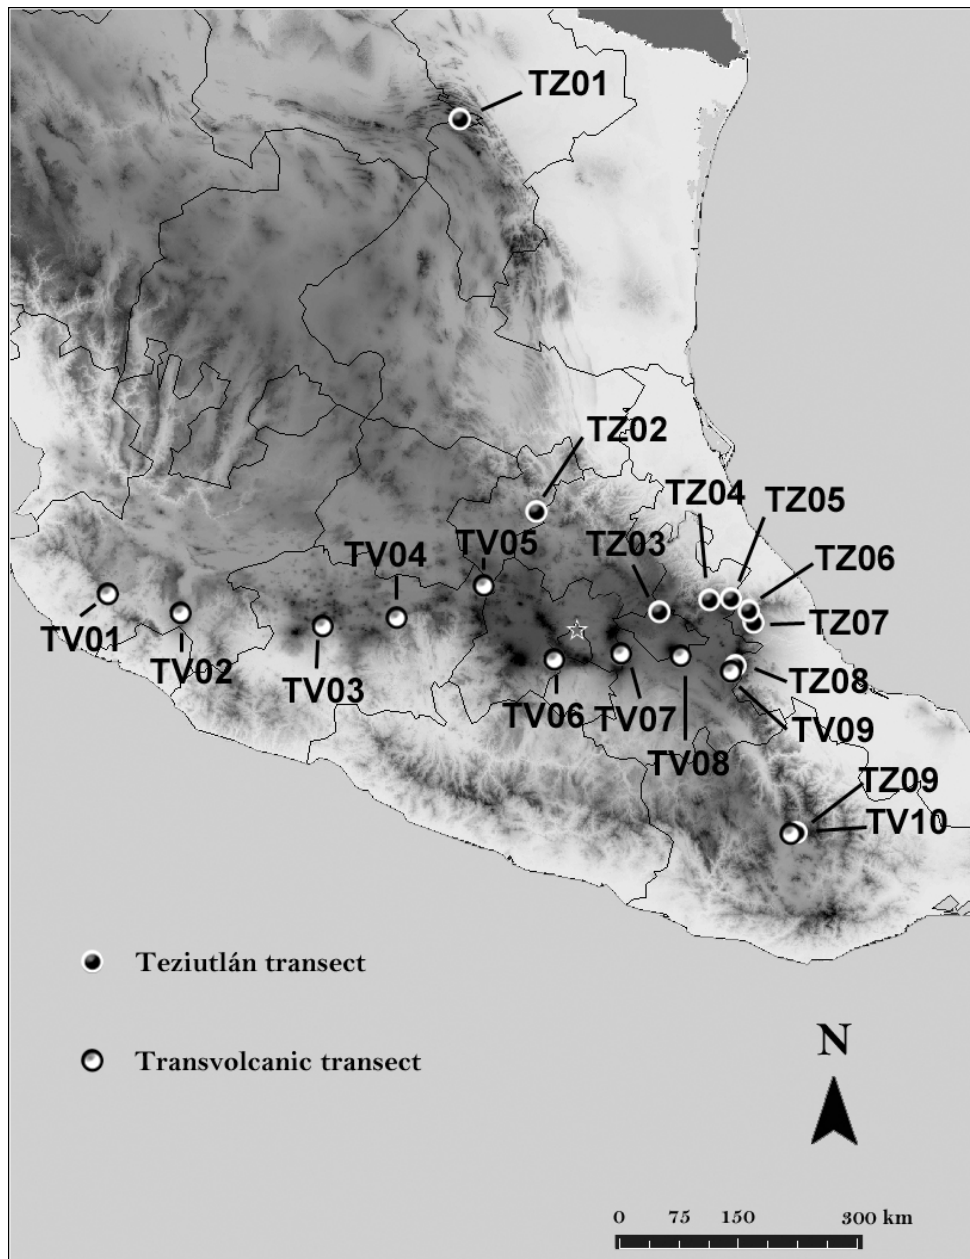 TZ01
TZ02
TZ04
TZ05
TV05
TZ03
TV04
TZ06
TZ07
TV01
TV02
TV03
TZ08
TV06
TV07
TV09
TV08
TZ09
TV10
Teziutlán transect
N
Transvolcanic transect
0 75 150 300 km